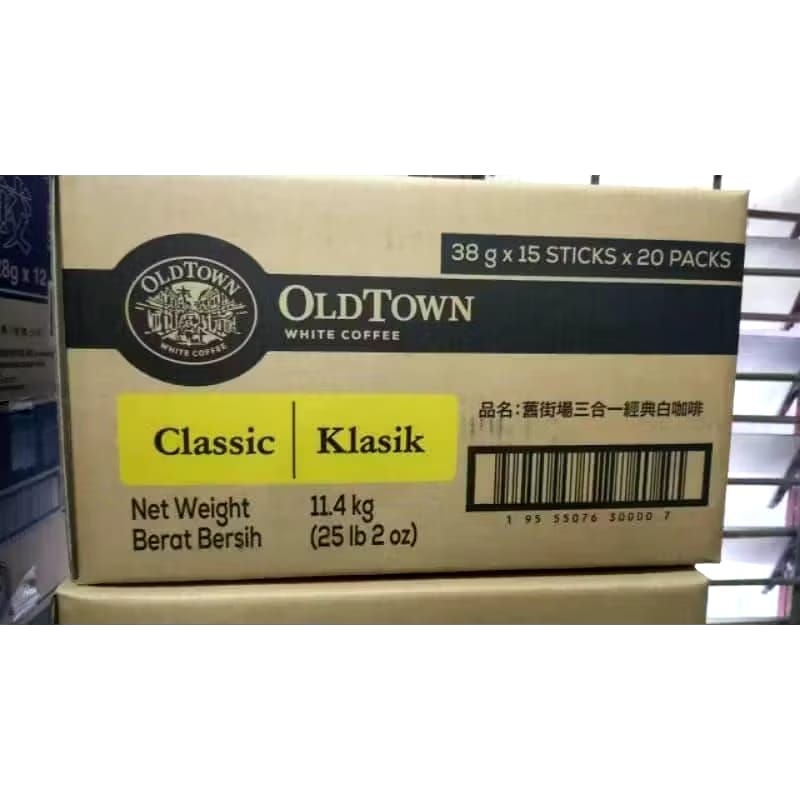 38 g x 15 STICKS x 20 PACKS
OLDTOWN
WHITE COFFEE
OLDTOWN
WHITE COFFEE
Classic | Klasik
品名:舊街場三合一經典白咖啡
Net Weight 11.4 kg
Berat Bersih (25 lb 2 oz)
1 95 55076 30000 7
8g x 12